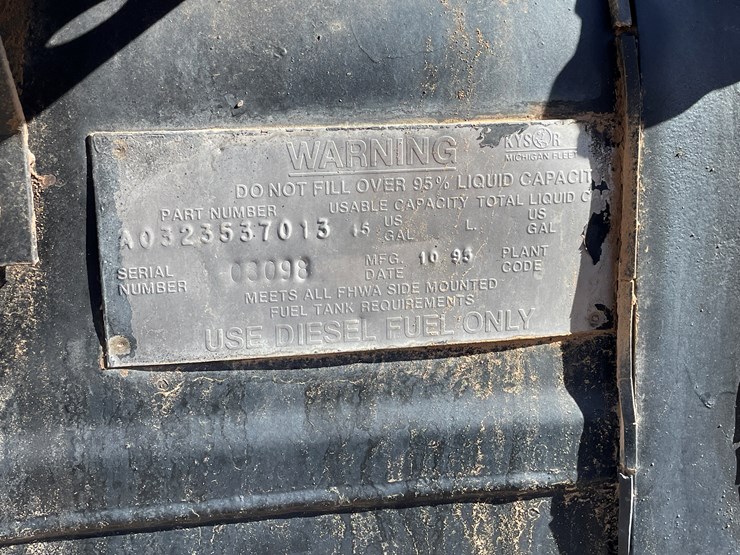 WARNING
KYSOR
MICHIGAN FLEET
DO NOT FILL OVER 95% LIQUID CAPACIT
PART NUMBER USABLE CAPACITY TOTAL LIQUID C
A0323537013 45 US GAL L. US GAL
SERIAL NUMBER 03098 MFG. DATE 10 95 PLANT CODE
MEETS ALL FHWA SIDE MOUNTED
FUEL TANK REQUIREMENTS
USE DIESEL FUEL ONLY